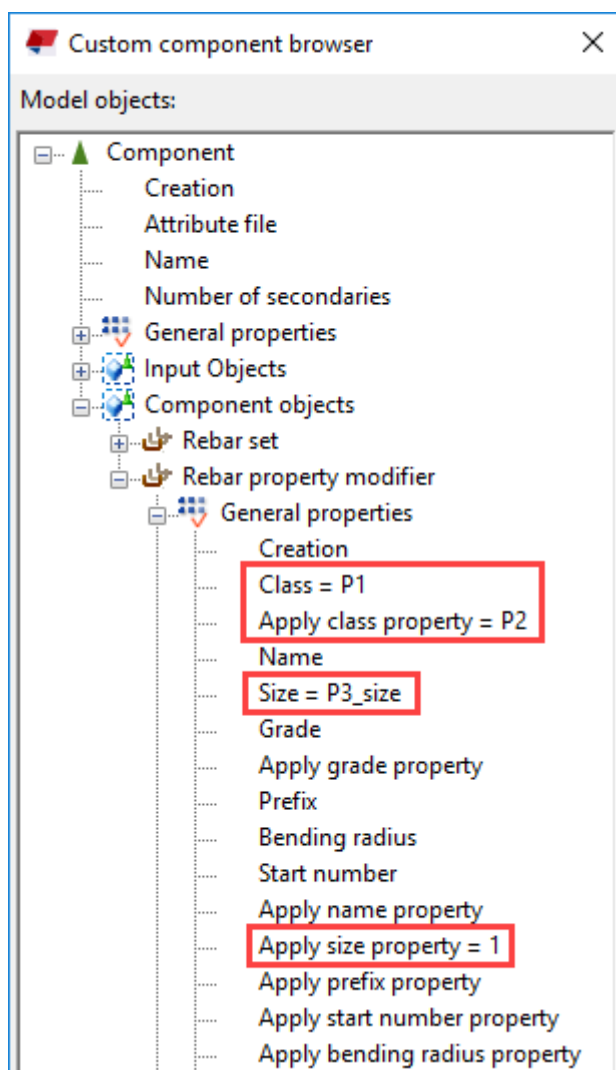 Custom component browser
Model objects:
Component
Creation
Attribute file
Name
Number of secondaries
General properties
Input Objects
Component objects
Rebar set
Rebar property modifier
General properties
Creation
Class = P1
Apply class property = P2
Name
Size = P3_size
Grade
Apply grade property
Prefix
Bending radius
Start number
Apply name property
Apply size property = 1
Apply prefix property
Apply start number property
Apply bending radius property